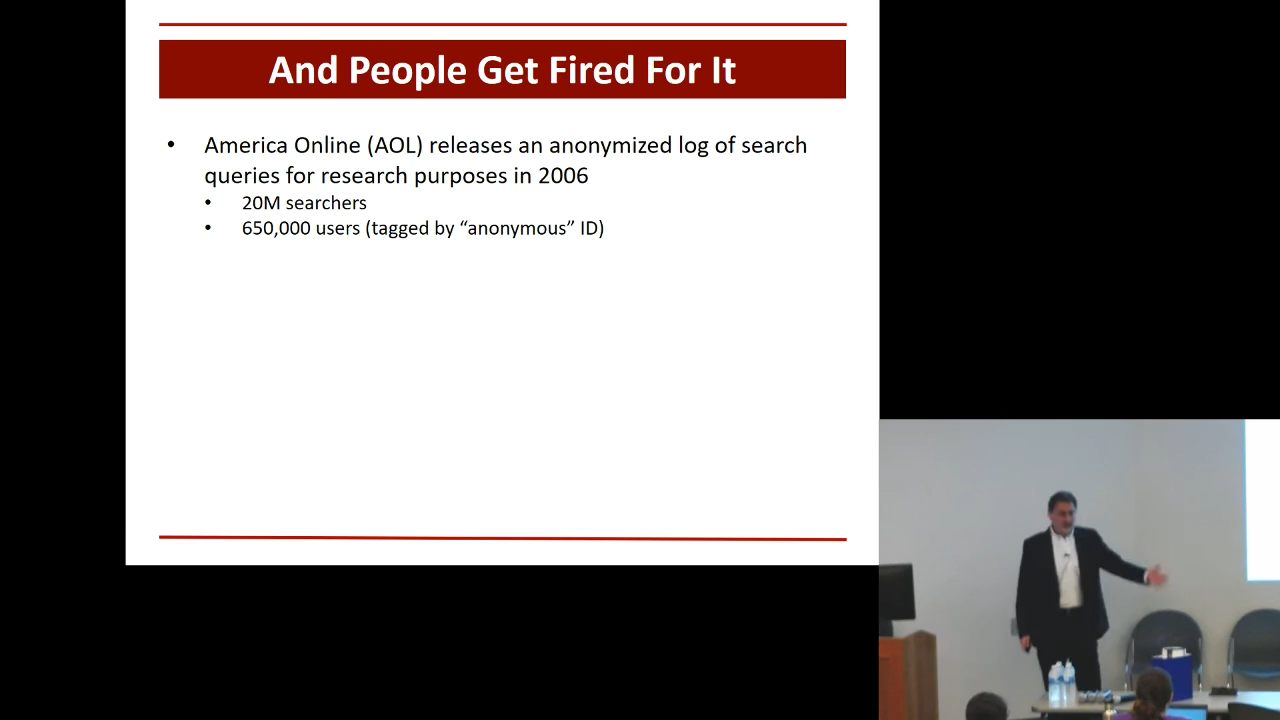 And People Get Fired For It
• America Online (AOL) releases an anonymized log of search
queries for research purposes in 2006
• 20M searchers
• 650,000 users (tagged by “anonymous” ID)